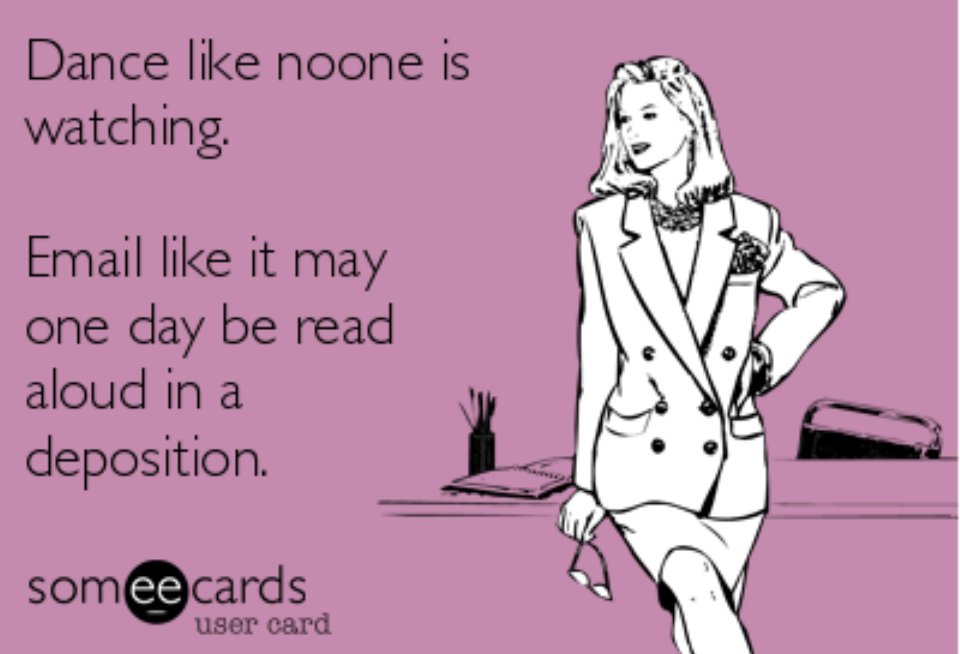 Dance like noone is
watching.
Email like it may
one day be read
aloud in a
deposition.
someecards
user card